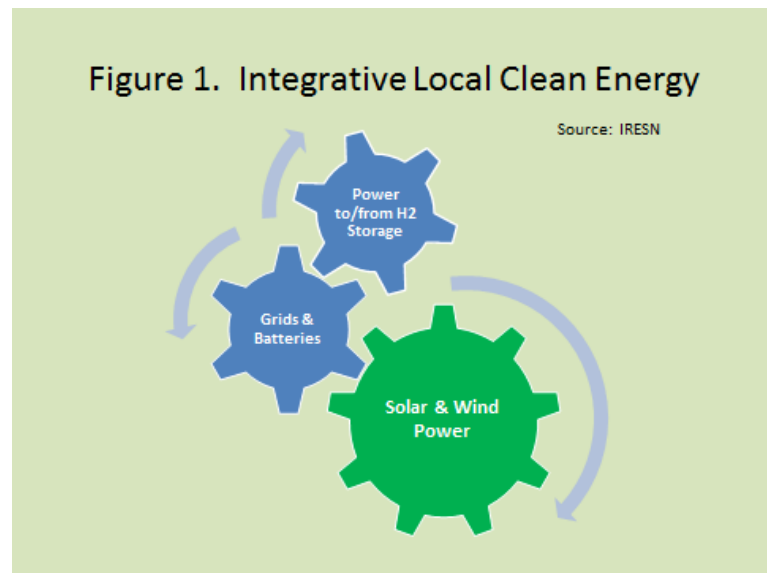 Figure 1.  Integrative Local Clean Energy
Source:  IRESN
Power
to/from H2
Storage
Grids &
Batteries
Solar & Wind
Power